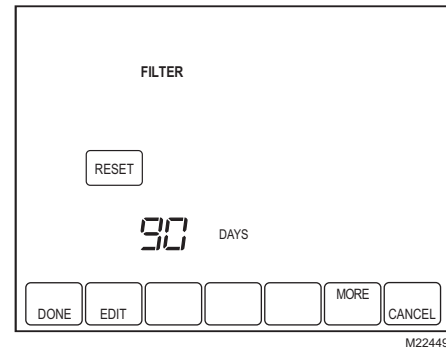 FILTER
RESET
90 DAYS
DONE EDIT MORE CANCEL
M22449